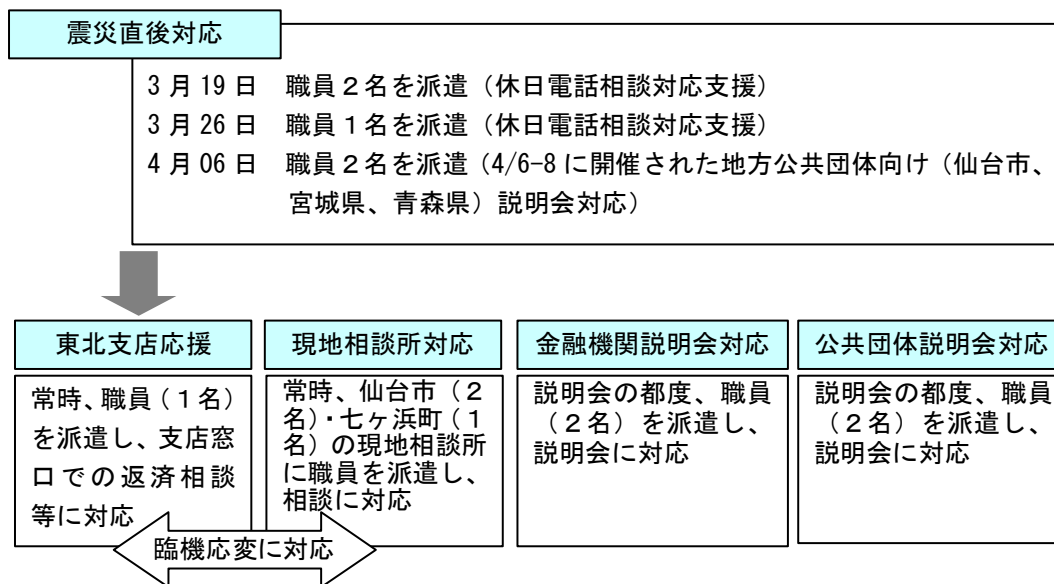 震災直後対応
3月19日 職員２名を派遣（休日電話相談対応支援）
3月26日 職員１名を派遣（休日電話相談対応支援）
4月06日 職員２名を派遣（4/6-8に開催された地方公共団体向け（仙台市、
宮城県、青森県）説明会対応）
東北支店応援
常時、職員（１名）
を派遣し、支店窓
口での返済相談
等に対応
現地相談所対応
常時、仙台市（２
名）・七ヶ浜町（１
名）の現地相談所
に職員を派遣し、
相談に対応
臨機応変に対応
金融機関説明会対応
説明会の都度、職員
（２名）を派遣し、
説明会に対応
公共団体説明会対応
説明会の都度、職員
（２名）を派遣し、
説明会に対応